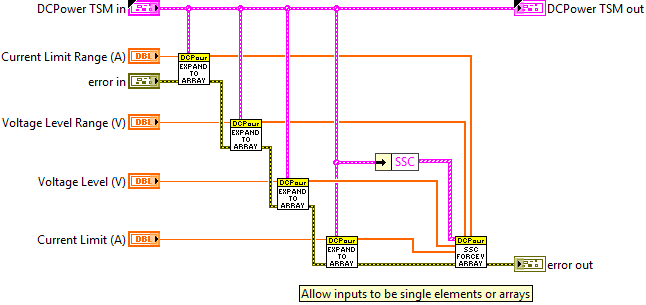 DCPower TSM in
DCPower TSM out
Current Limit Range (A)
DBL
DCPwr
EXPAND
TO
ARRAY
error in
Voltage Level Range (V)
DBL
DCPwr
EXPAND
TO
ARRAY
SSC
Voltage Level (V)
DBL
DCPwr
EXPAND
TO
ARRAY
Current Limit (A)
DBL
DCPwr
EXPAND
TO
ARRAY
DCPwr
SSC
FORCE V
ARRAY
error out
Allow inputs to be single elements or arrays